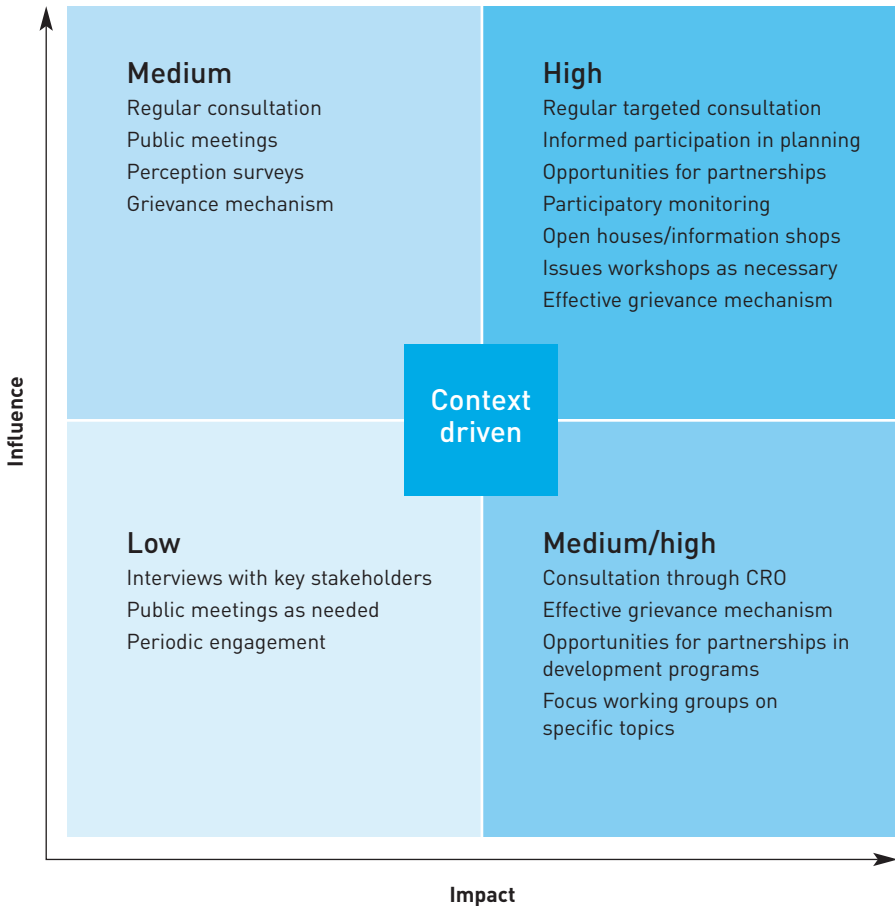 Medium
Regular consultation
Public meetings
Perception surveys
Grievance mechanism
High
Regular targeted consultation
Informed participation in planning
Opportunities for partnerships
Participatory monitoring
Open houses/information shops
Issues workshops as necessary
Effective grievance mechanism
Influence
Context
driven
Low
Interviews with key stakeholders
Public meetings as needed
Periodic engagement
Medium/high
Consultation through CRO
Effective grievance mechanism
Opportunities for partnerships in
development programs
Focus working groups on
specific topics
Impact